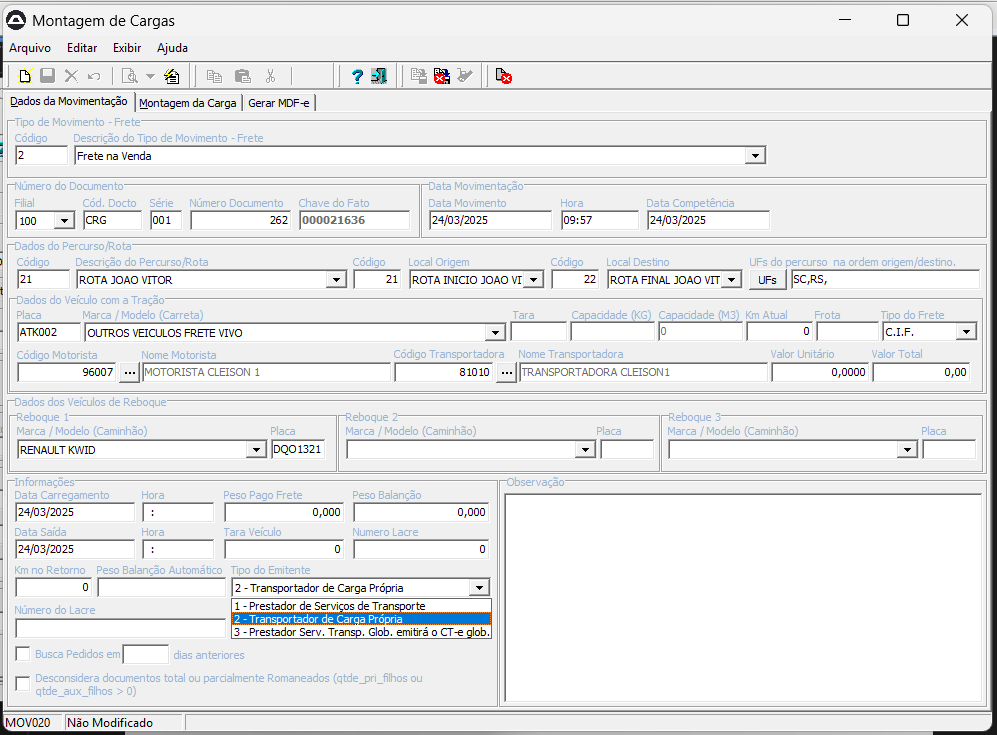 Montagem de Cargas
Arquivo Editar Exibir Ajuda
Dados da Movimentação Montagem da Carga Gerar MDF-e
Tipo de Movimento - Frete
Código Descrição do Tipo de Movimento - Frete
2 Frete na Venda
Número do Documento Data Movimentação
Filial Cód. Docto Série Número Documento Chave do Fato Data Movimento Hora Data Competência
100 CRG 001 262 000021636 24/03/2025 09:57 24/03/2025
Dados do Percurso/Rota
Código Descrição do Percurso/Rota Código Local Origem Código Local Destino UFs do percurso na ordem origem/destino.
21 ROTA JOAO VITOR 21 ROTA INICIO JOAO VI 22 ROTA FINAL JOAO VIT UFs SC,RS,
Dados do Veículo com a Tração
Placa Marca / Modelo (Carreta) Tara Capacidade (KG) Capacidade (M3) Km Atual Frota Tipo do Frete
ATK002 OUTROS VEICULOS FRETE VIVO 0 0 C.I.F.
Código Motorista Nome Motorista Código Transportadora Nome Transportadora Valor Unitário Valor Total
96007 ... MOTORISTA CLEISON 1 81010 ... TRANSPORTADORA CLEISON1 0,0000 0,00
Dados dos Veículos de Reboque
Reboque 1 Reboque 2 Reboque 3
Marca / Modelo (Caminhão) Placa Marca / Modelo (Caminhão) Placa Marca / Modelo (Caminhão) Placa
RENAULT KWID DQO1321
Informações Observação
Data Carregamento Hora Peso Pago Frete Peso Balanção
24/03/2025 : 0,000 0,000
Data Saída Hora Tara Veículo Numero Lacre
24/03/2025 : 0 0
Km no Retorno Peso Balanção Automático Tipo do Emitente
0 2 - Transportador de Carga Própria
Número do Lacre
1 - Prestador de Serviços de Transporte
2 - Transportador de Carga Própria
3 - Prestador Serv. Transp. Glob. emitirá o CT-e glob.
Busca Pedidos em dias anteriores
Desconsidera documentos total ou parcialmente Romaneados (qtde_pri_filhos ou
qtde_aux_filhos > 0)
MOV020 Não Modificado